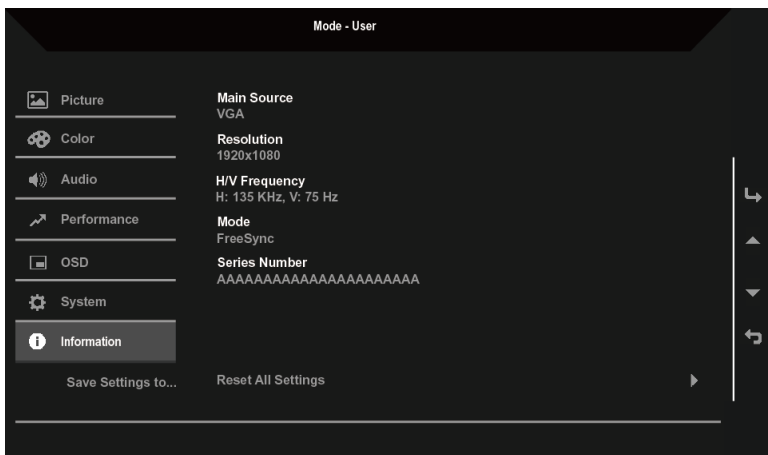 Mode - User
Picture
Color
Audio
Performance
OSD
System
Information
Save Settings to...
Main Source
VGA
Resolution
1920x1080
H/V Frequency
H: 135 KHz, V: 75 Hz
Mode
FreeSync
Series Number
AAAAAAAAAAAAAAAAAAAAAA
Reset All Settings